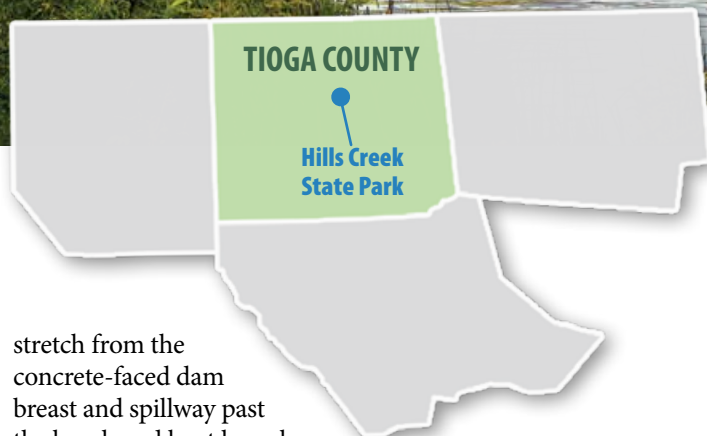 TIOGA COUNTY
Hills Creek
State Park
stretch from the
concrete-faced dam
breast and spillway past